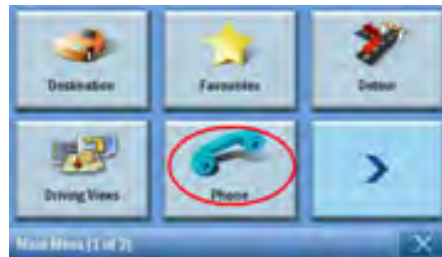 Destination
Favourites
Detour
Driving Views
Phone
Main Menu (1 of 2)